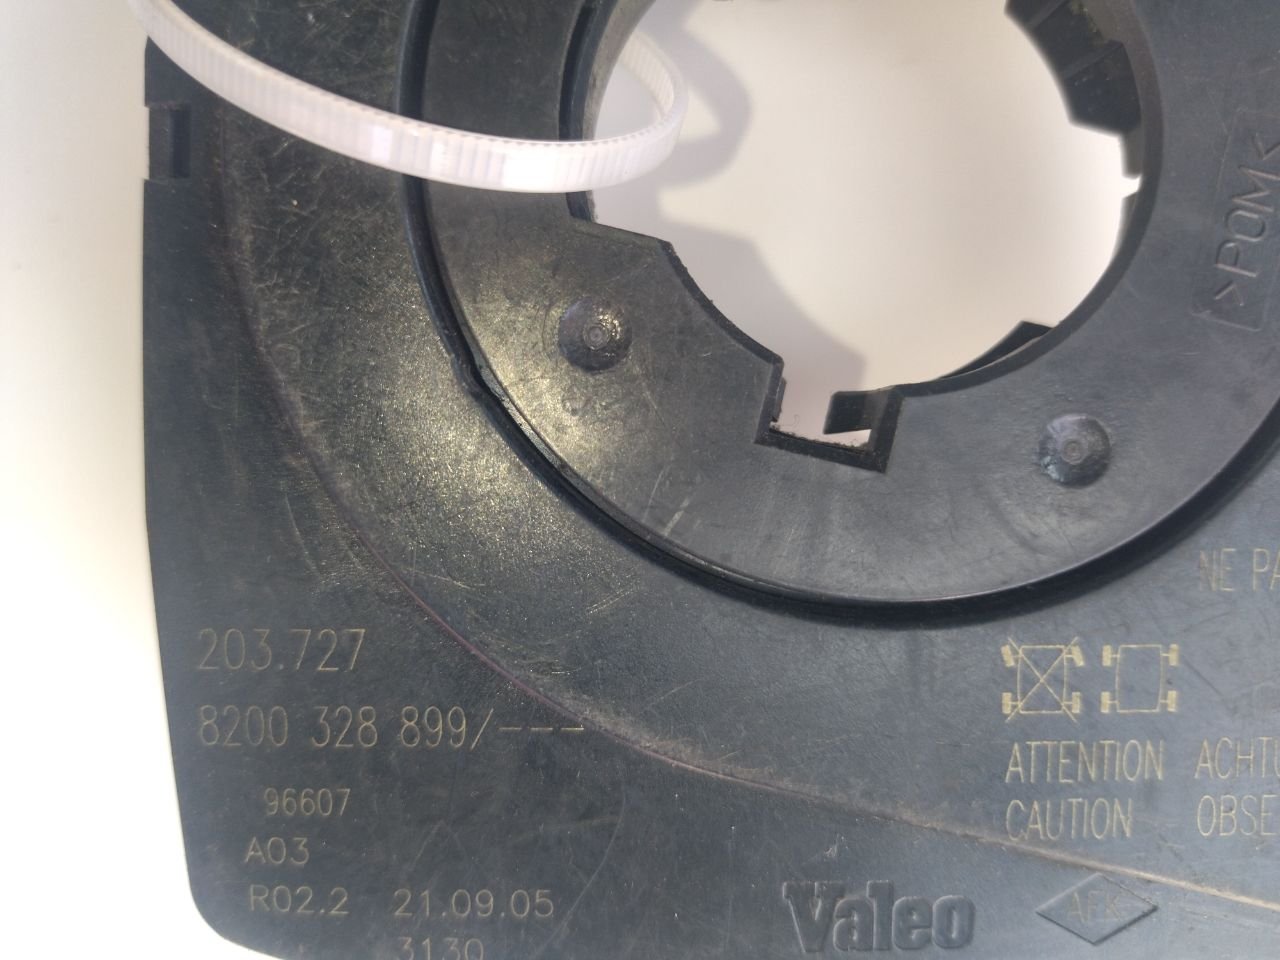 >POM<
NE PA
203.727
8200 328 899/---
ATTENTION ACHTU
CAUTION OBSE
96607
A03
R02.2 21.09.05
3130
Valeo
AFK